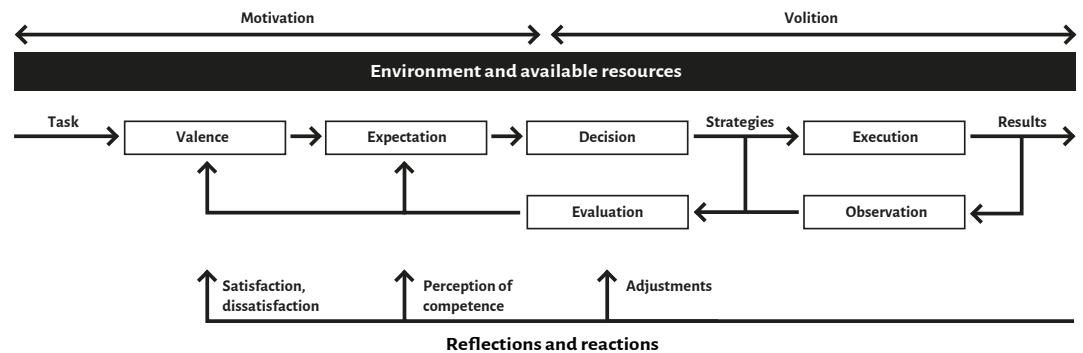 Motivation
Volition
Environment and available resources
Task
Valence
Expectation
Decision
Strategies
Execution
Results
Evaluation
Observation
Satisfaction,
dissatisfaction
Perception of
competence
Adjustments
Reflections and reactions